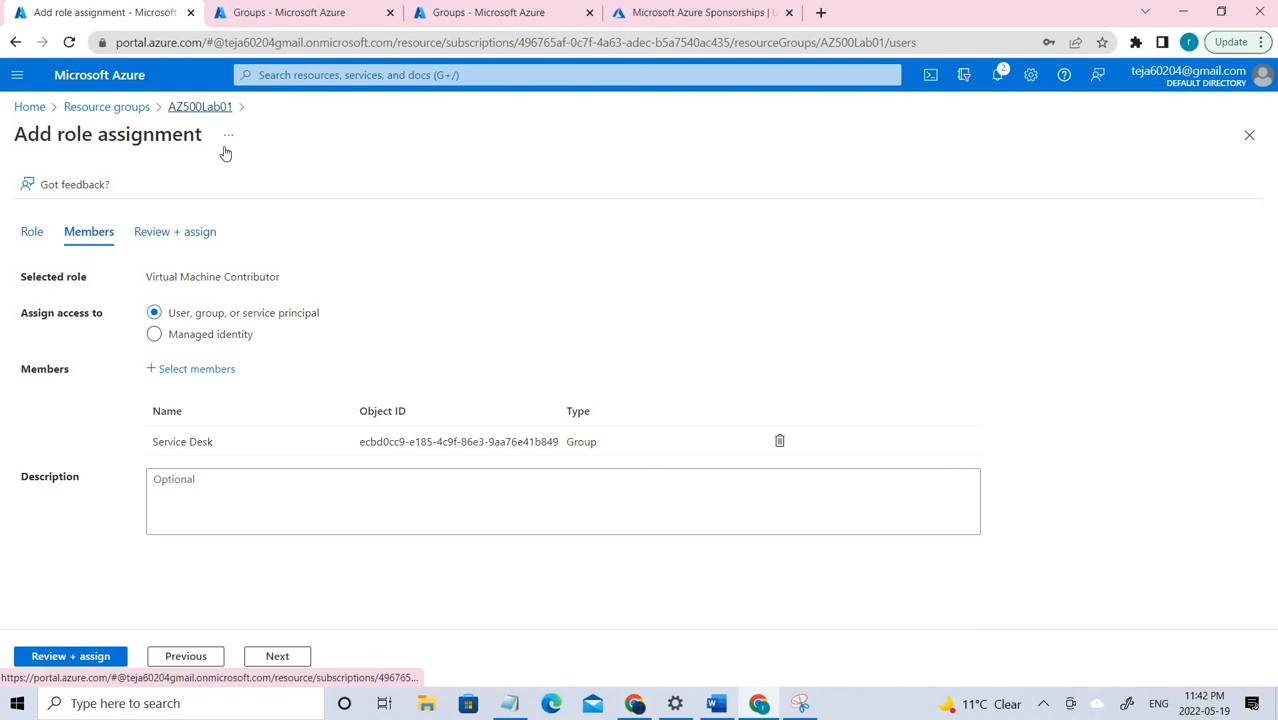 Add role assignment - Microsoft
Groups - Microsoft Azure
Groups - Microsoft Azure
Microsoft Azure Sponsorships | U
portal.azure.com/#@teja60204gmail.onmicrosoft.com/resource/subscriptions/496765af-0c7f-4a63-adec-b5a7540ac435/resourceGroups/AZ500Lab01/users
r
Update
Microsoft Azure
Search resources, services, and docs (G+/)
2
teja60204@gmail.com
DEFAULT DIRECTORY
Home > Resource groups > AZ500Lab01 >
Add role assignment ...
Got feedback?
Role Members Review + assign
Selected role Virtual Machine Contributor
Assign access to User, group, or service principal
Managed identity
Members + Select members
Name Object ID Type
Service Desk ecbd0cc9-e185-4c9f-86e3-9aa76e41b849 Group
Description Optional
Review + assign Previous Next
https://portal.azure.com/#@teja60204gmail.onmicrosoft.com/resource/subscriptions/496765...
Type here to search
11°C Clear
ENG
11:42 PM
2022-05-19